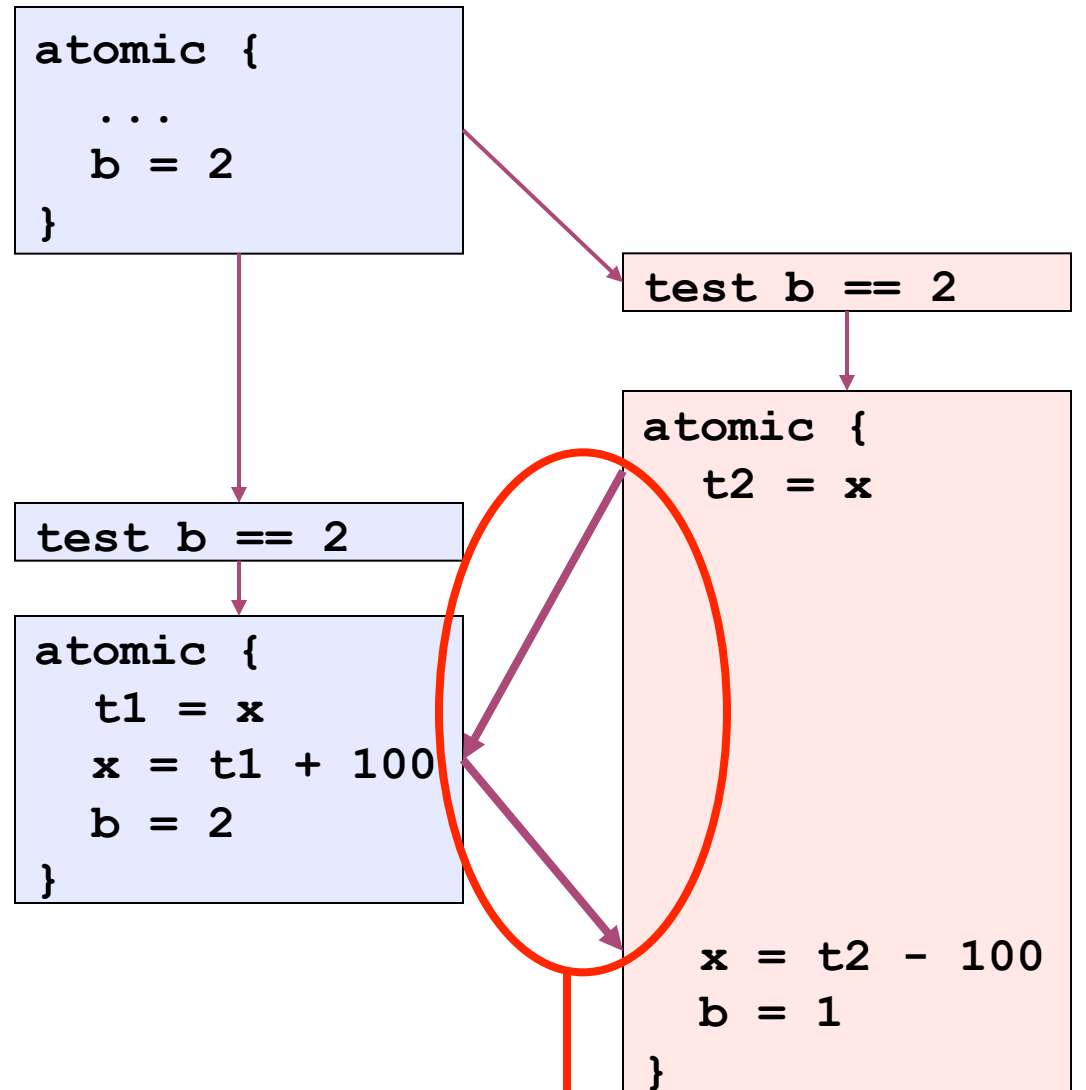 atomic {
...
b = 2
}
test b == 2
atomic {
t1 = x
x = t1 + 100
b = 2
}
test b == 2
atomic {
t2 = x
x = t2 - 100
b = 1
}